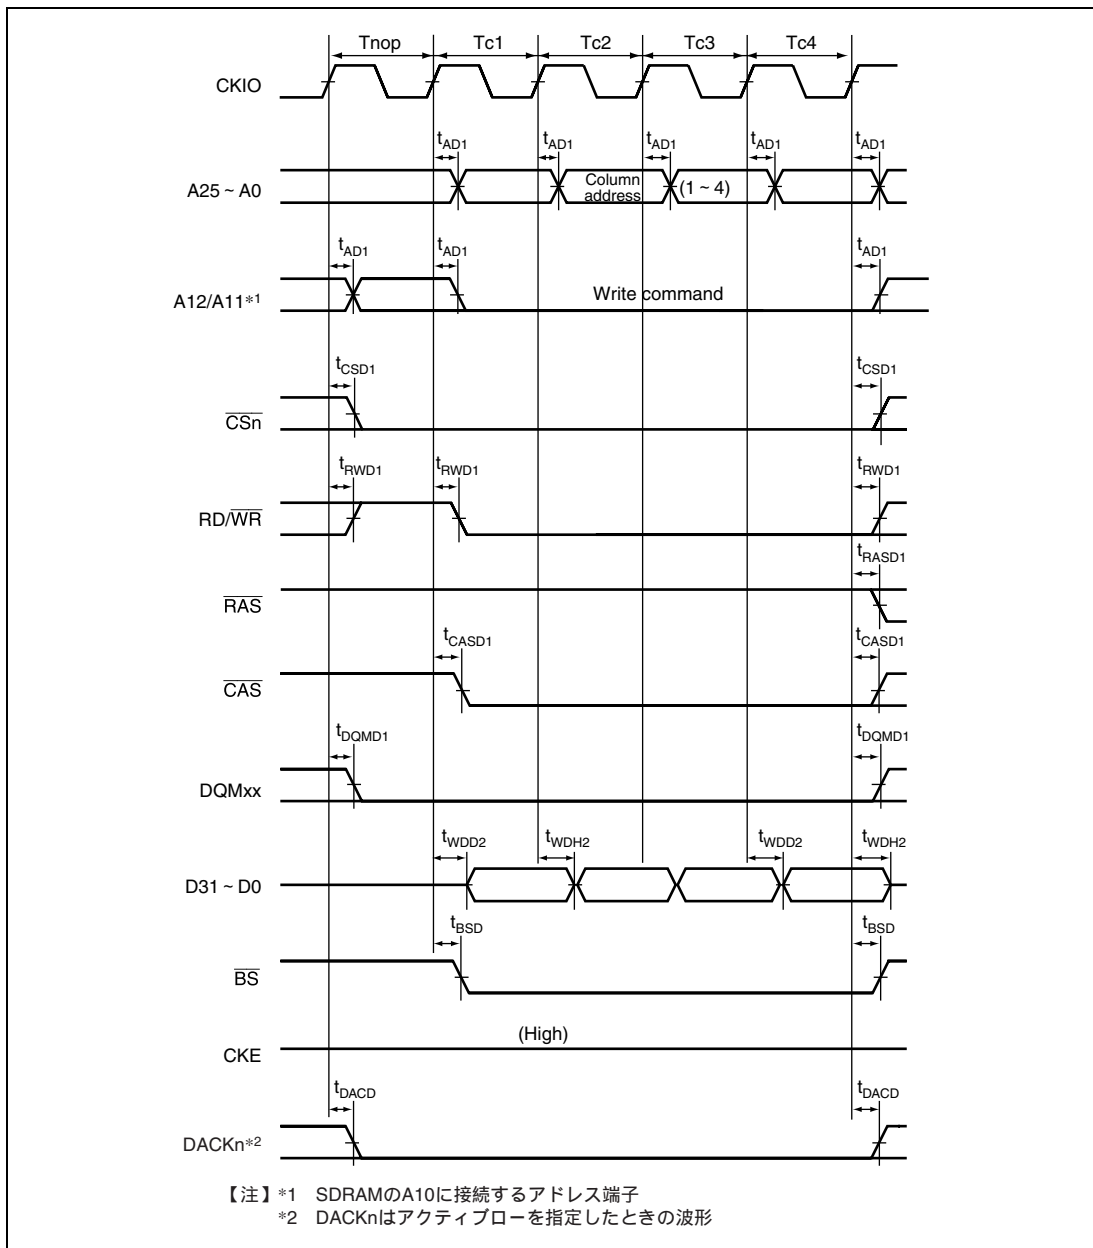 Tnop Tc1 Tc2 Tc3 Tc4
CKIO
tAD1 tAD1 tAD1 tAD1 tAD1
A25 ~ A0 Column address (1 ~ 4)
tAD1 tAD1 tAD1
A12/A11*1 Write command
tCSD1 tCSD1
CSn
tRWD1 tRWD1 tRWD1
RD/WR
tRASD1
RAS
tCASD1 tCASD1
CAS
tDQMD1 tDQMD1
DQMxx
tWDD2 tWDH2 tWDD2 tWDH2
D31 ~ D0
tBSD tBSD
BS
(High)
CKE
tDACD tDACD
DACKn*2
【注】*1 SDRAMのA10に接続するアドレス端子
*2 DACKnはアクティブローを指定したときの波形